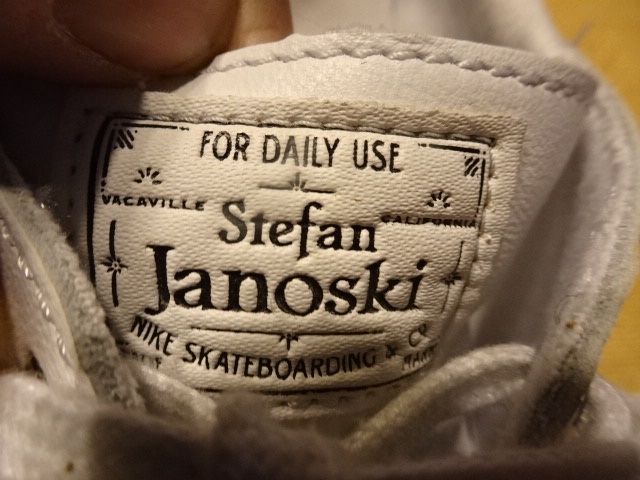 FOR DAILY USE
VACAVILLE CALIFORNIA
Stefan
Janoski
NIKE SKATEBOARDING & Cº